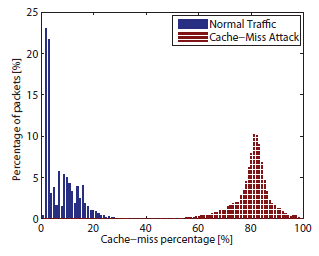 25
Normal Traffic
Cache-Miss Attack
20
15
10
5
0
Percentage of packets [%]
0 20 40 60 80 100
Cache-miss percentage [%]